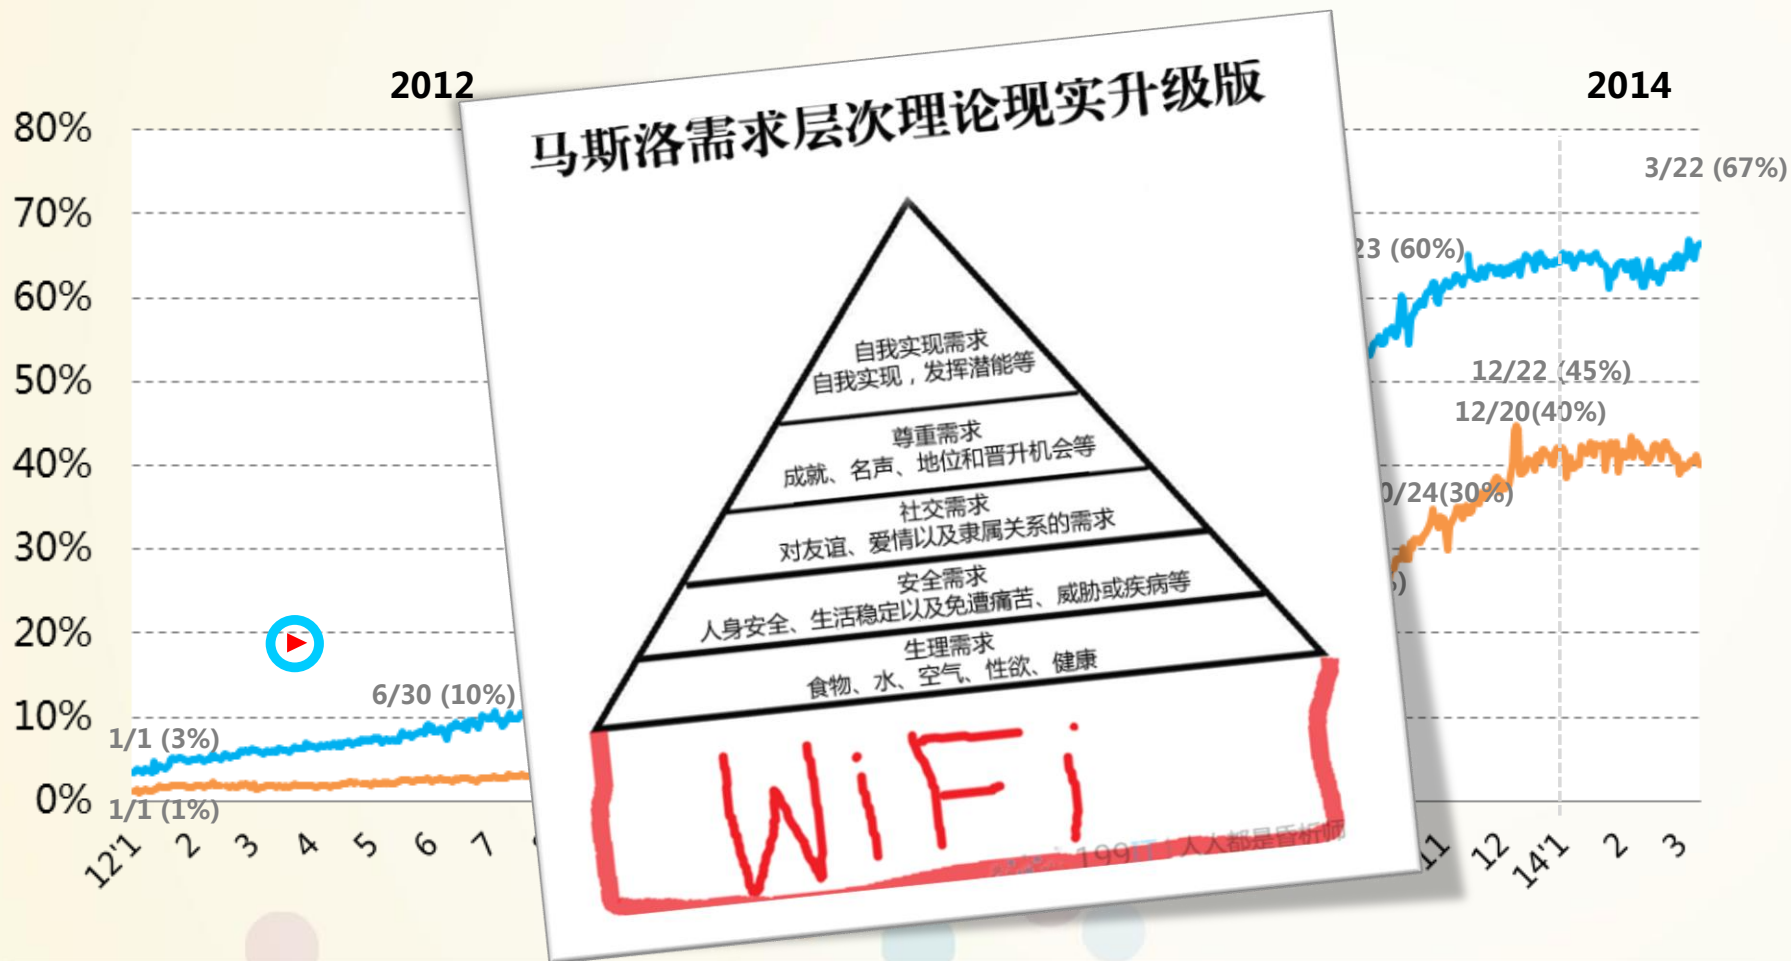 2012
2014
80%
70%
60%
50%
40%
30%
20%
10%
0%
马斯洛需求层次理论现实升级版
自我实现需求
自我实现，发挥潜能等
尊重需求
成就、名声、地位和晋升机会等
社交需求
对友谊、爱情以及隶属关系的需求
安全需求
人身安全、生活稳定以及免遭痛苦、威胁或疾病等
生理需求
食物、水、空气、性欲、健康
WiFi
1/1 (3%)
1/1 (1%)
6/30 (10%)
23 (60%)
3/22 (67%)
12/22 (45%)
12/20(40%)
0/24(30%)
12'1
2
3
4
5
6
7
11
12
14'1
2
3